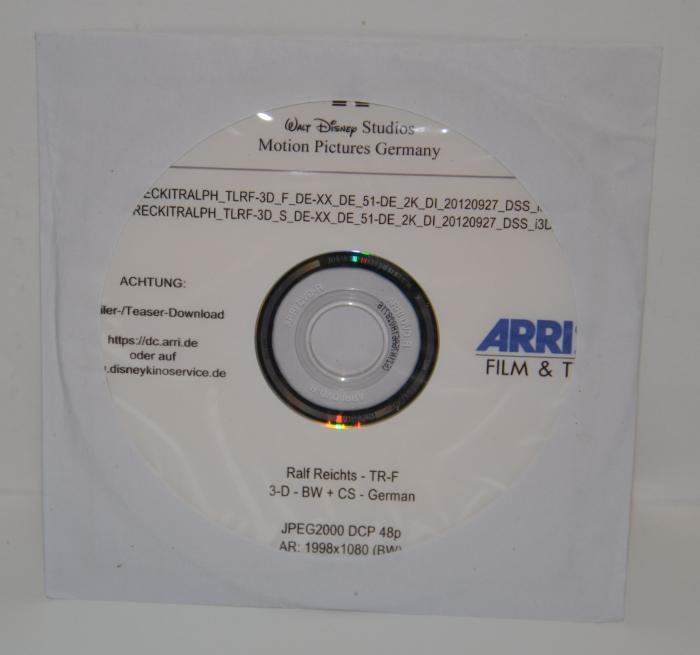 Walt Disney Studios
Motion Pictures Germany
RECKITRALPH_TLRF-3D_F_DE-XX_DE_51-DE_2K_DI_20120927_DSS_i
RECKITRALPH_TLRF-3D_S_DE-XX_DE_51-DE_2K_DI_20120927_DSS_i3D
ACHTUNG:
iler-/Teaser-Download
https://dc.arri.de
oder auf
.disneykinoservice.de
ARRI
FILM & T
Ralf Reichts - TR-F
3-D - BW + CS - German
JPEG2000 DCP 48p
AR: 1998x1080 (BW)